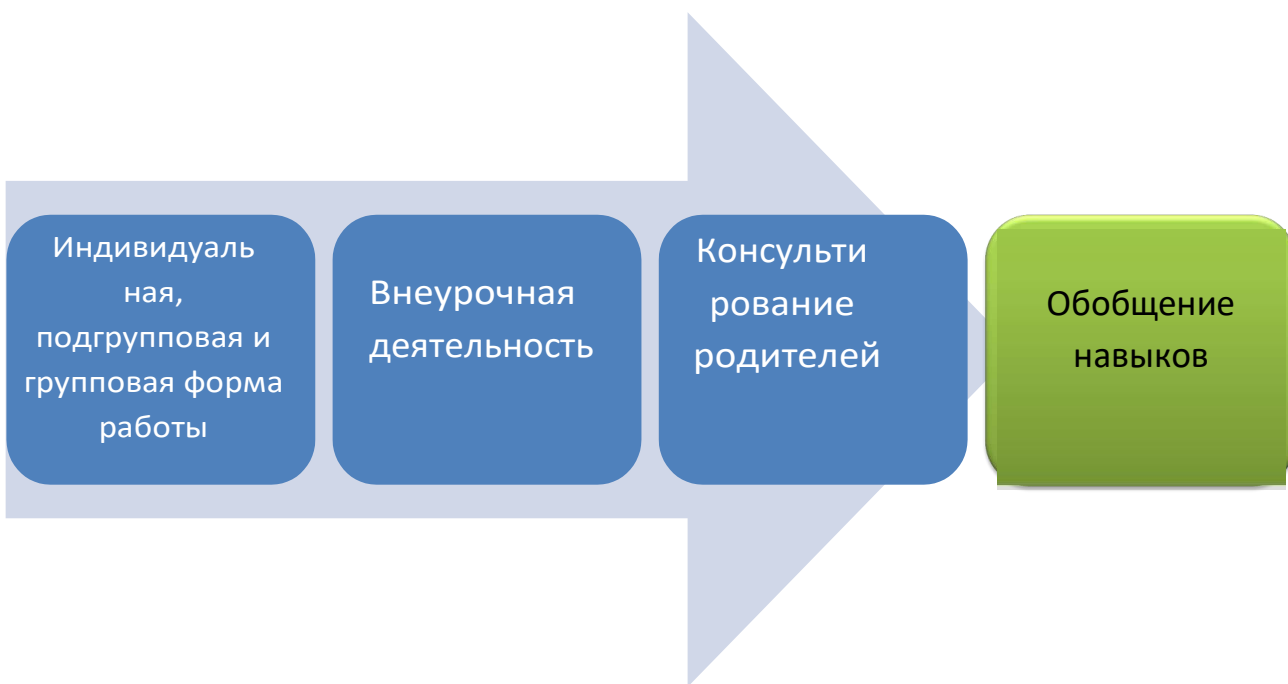 Индивидуаль
ная,
подгрупповая и
групповая форма
работы
Внеурочная
деятельность
Консульти
рование
родителей
Обобщение
навыков